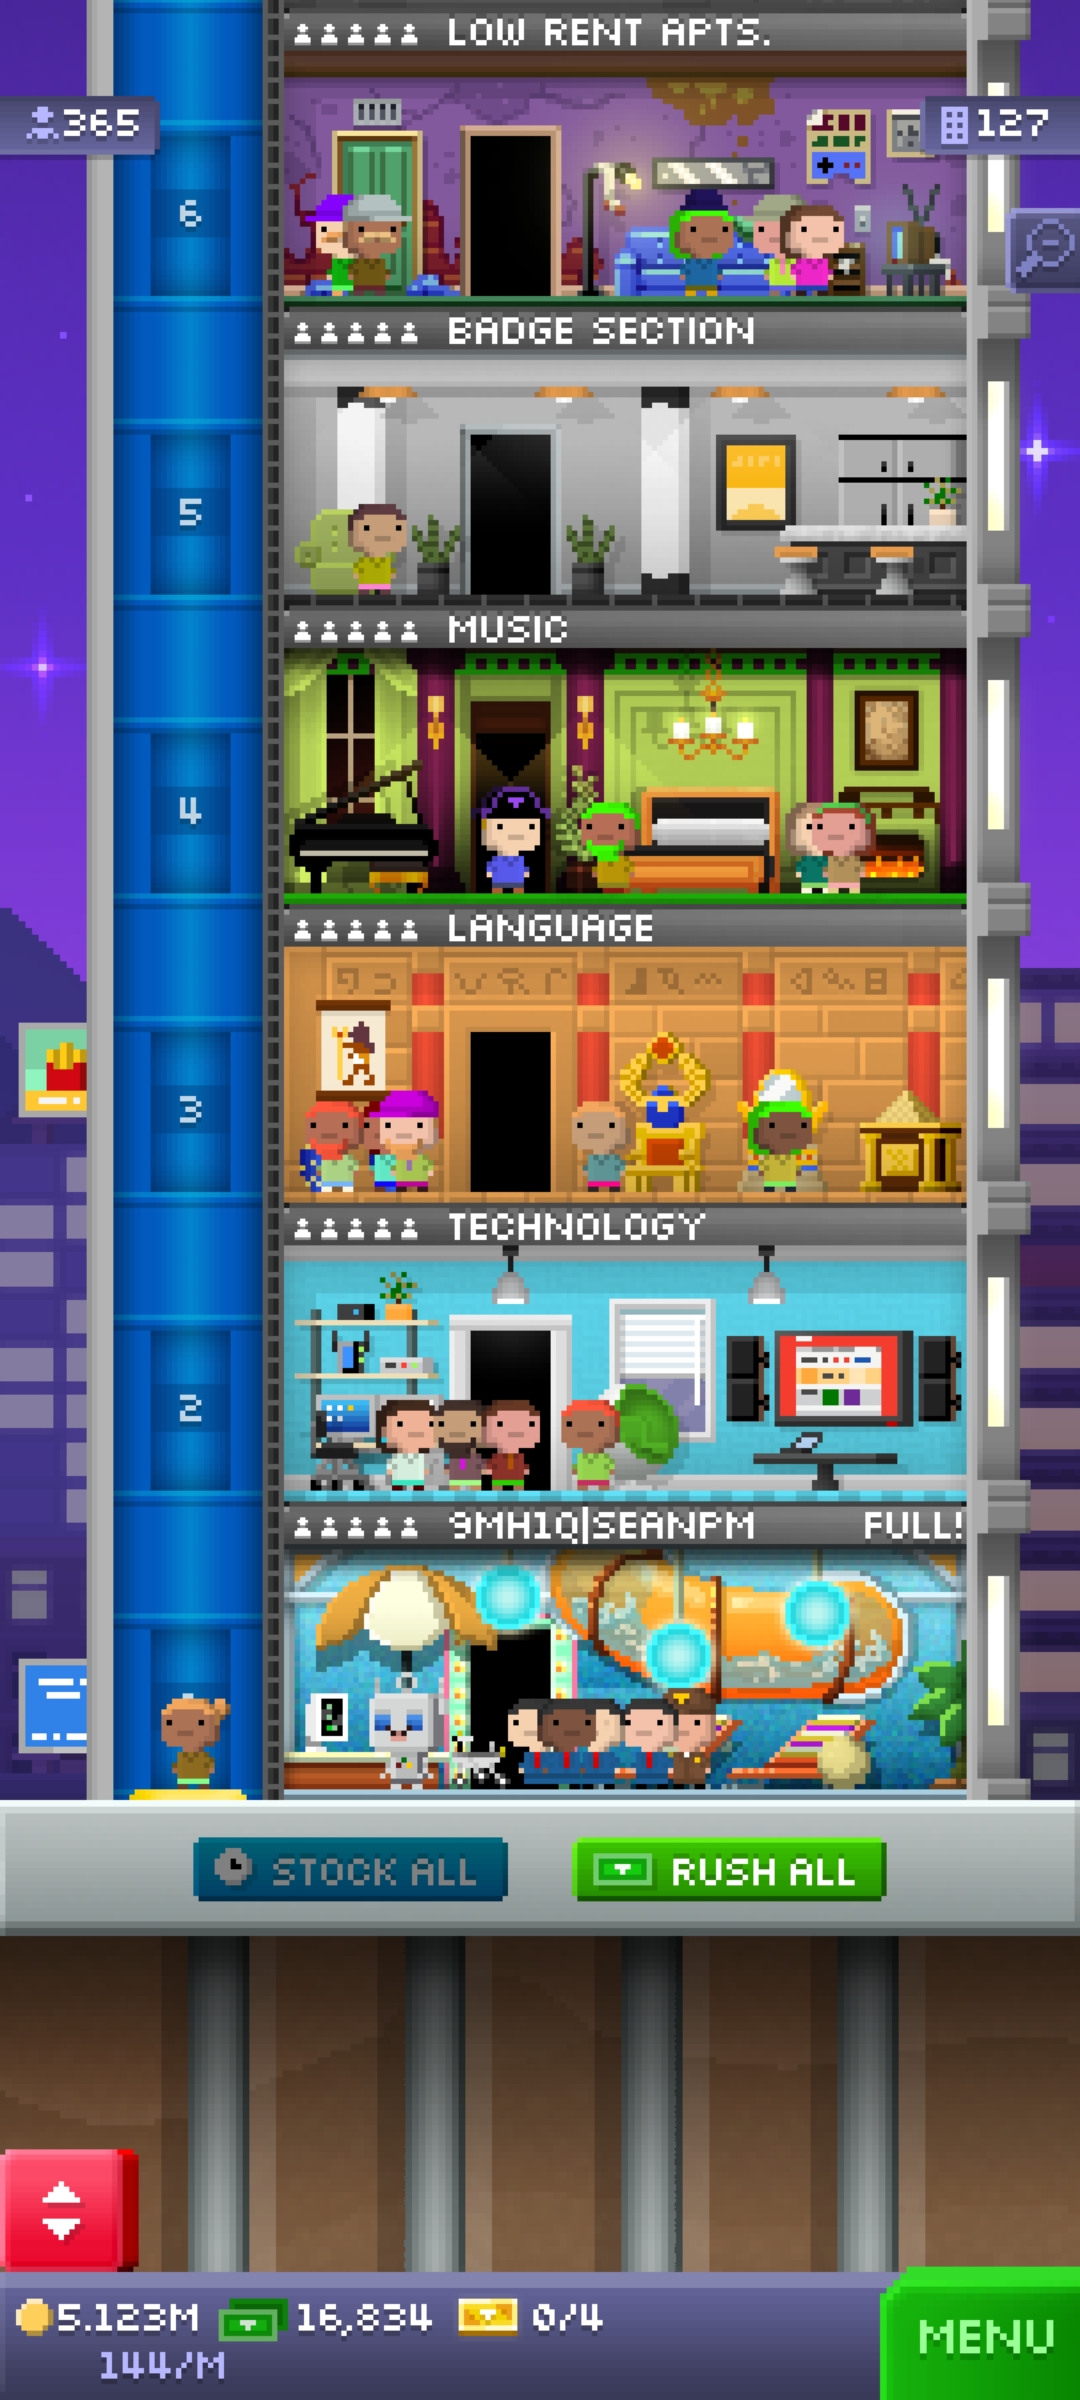 LOW RENT APTS.
365
127
6
BADGE SECTION
5
MUSIC
4
LANGUAGE
3
TECHNOLOGY
2
9MH1Q|SEANPM FULL!
STOCK ALL
RUSH ALL
5.123M 16,834 0/4
144/M
MENU